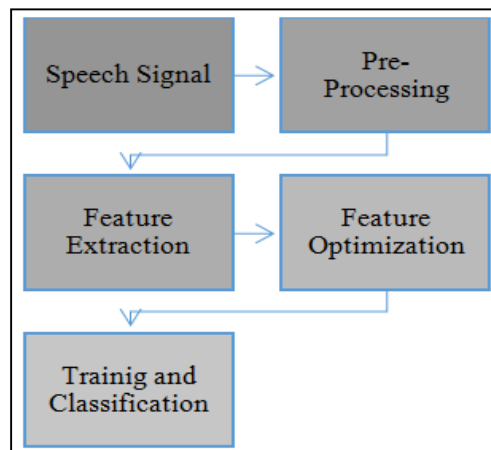 Speech Signal
Pre-
Processing
Feature
Extraction
Feature
Optimization
Trainig and
Classification